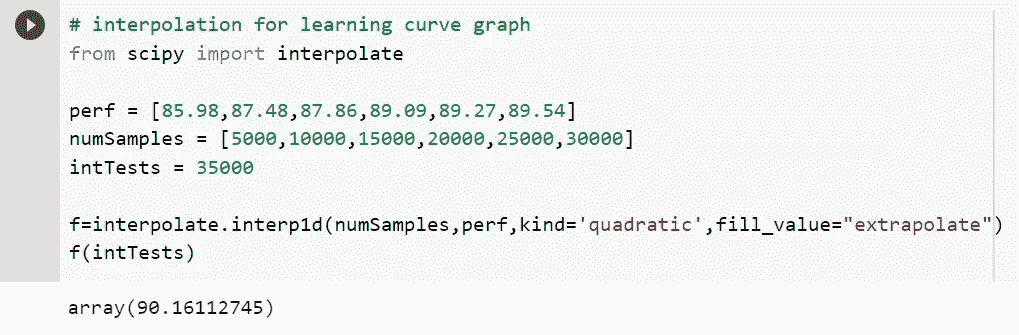 # interpolation for learning curve graph
from scipy import interpolate
perf = [85.98,87.48,87.86,89.09,89.27,89.54]
numSamples = [5000,10000,15000,20000,25000,30000]
intTests = 35000
f=interpolate.interp1d(numSamples,perf,kind='quadratic',fill_value="extrapolate")
f(intTests)
array(90.16112745)